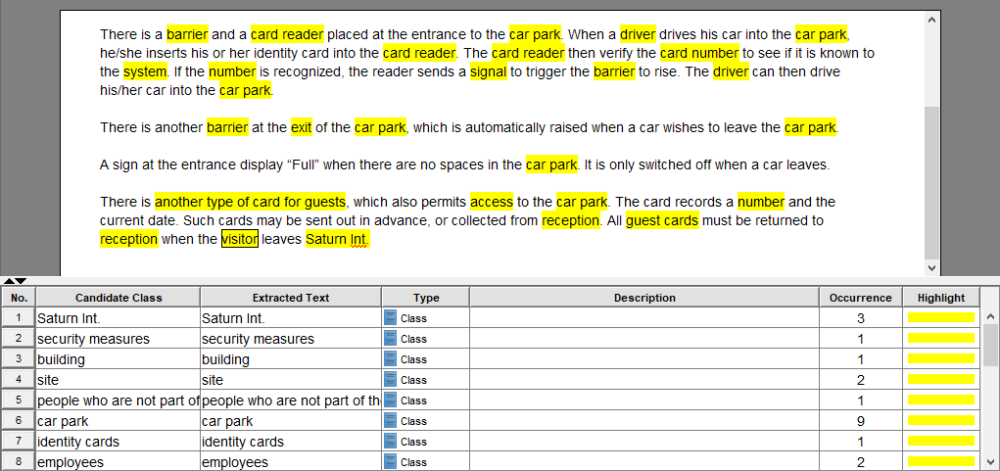 There is a barrier and a card reader placed at the entrance to the car park. When a driver drives his car into the car park,
he/she inserts his or her identity card into the card reader. The card reader then verify the card number to see if it is known to
the system. If the number is recognized, the reader sends a signal to trigger the barrier to rise. The driver can then drive
his/her car into the car park.
There is another barrier at the exit of the car park, which is automatically raised when a car wishes to leave the car park.
A sign at the entrance display “Full” when there are no spaces in the car park. It is only switched off when a car leaves.
There is another type of card for guests, which also permits access to the car park. The card records a number and the
current date. Such cards may be sent out in advance, or collected from reception. All guest cards must be returned to
reception when the visitor leaves Saturn Int.
No. Candidate Class Extracted Text Type Description Occurrence Highlight
1 Saturn Int. Saturn Int. Class 3
2 security measures security measures Class 1
3 building building Class 1
4 site site Class 2
5 people who are not part of people who are not part of th Class 1
6 car park car park Class 9
7 identity cards identity cards Class 1
8 employees employees Class 2